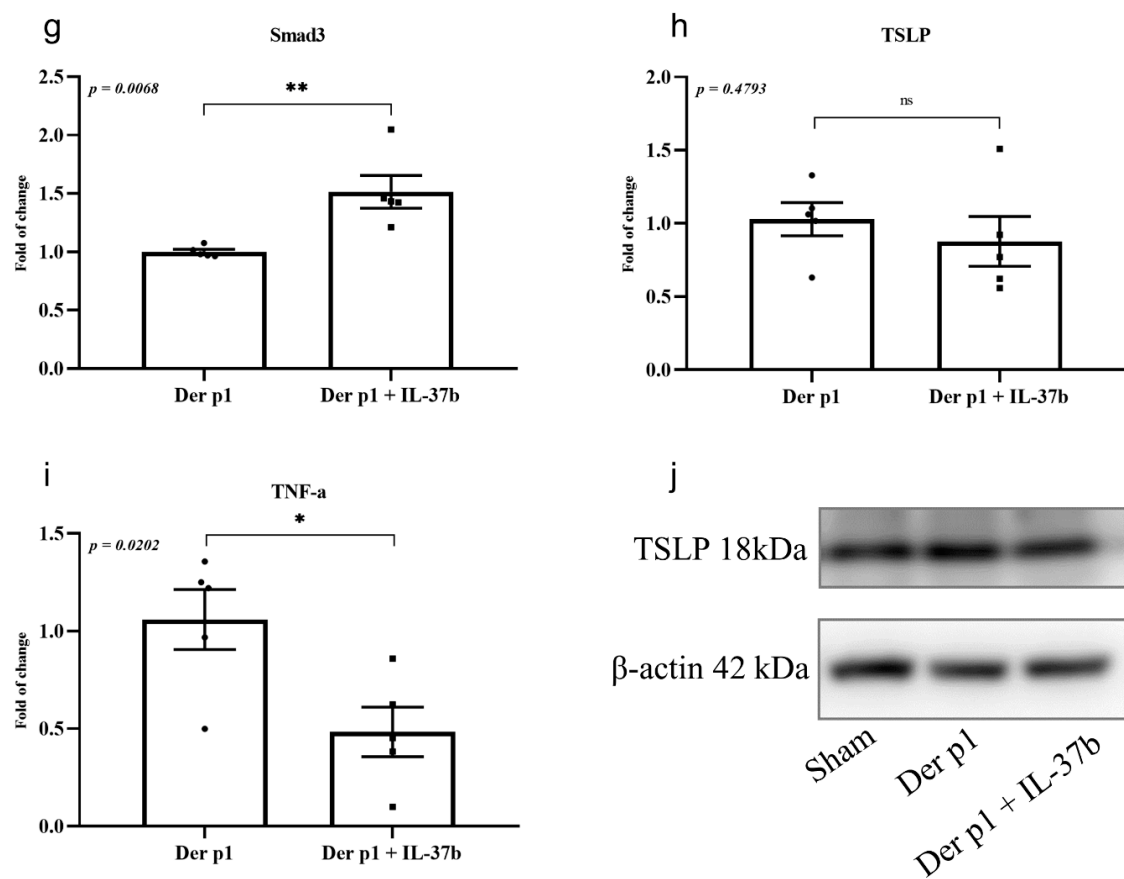 g
Smad3
p = 0.0068
**
2.5
2.0
1.5
1.0
0.5
0.0
Fold of change
Der p1
Der p1 + IL-37b
h
TSLP
p = 0.4793
ns
2.0
1.5
1.0
0.5
0.0
Fold of change
Der p1
Der p1 + IL-37b
i
TNF-a
p = 0.0202
*
1.5
1.0
0.5
0.0
Fold of change
Der p1
Der p1 + IL-37b
j
TSLP 18kDa
β-actin 42 kDa
Sham
Der p1
Der p1 + IL-37b